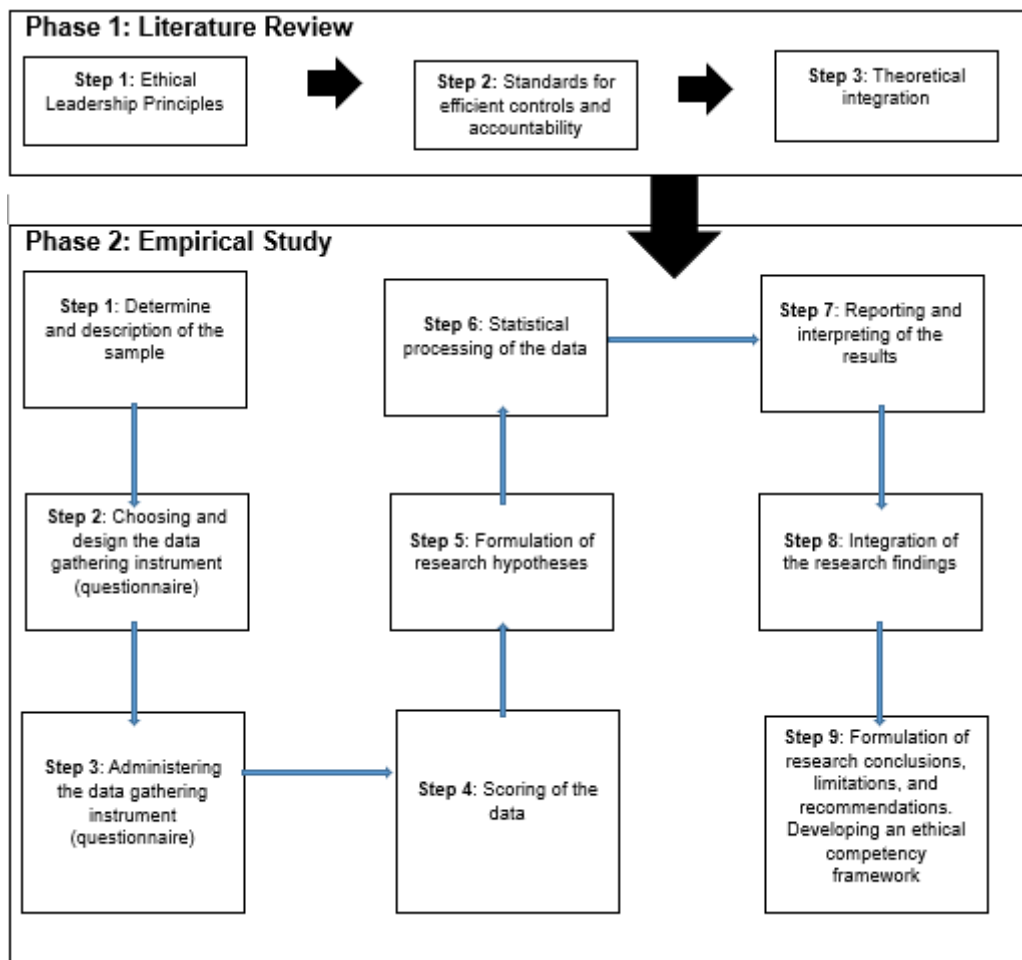 Phase 1: Literature Review
Step 1: Ethical
Leadership Principles
Step 2: Standards for
efficient controls and
accountability
Step 3: Theoretical
integration
Phase 2: Empirical Study
Step 1: Determine
and description of the
sample
Step 2: Choosing and
design the data
gathering instrument
(questionnaire)
Step 3: Administering
the data gathering
instrument
(questionnaire)
Step 4: Scoring of the
data
Step 5: Formulation of
research hypotheses
Step 6: Statistical
processing of the data
Step 7: Reporting and
interpreting of the
results
Step 8: Integration of
the research findings
Step 9: Formulation of
research conclusions,
limitations, and
recommendations.
Developing an ethical
competency
framework